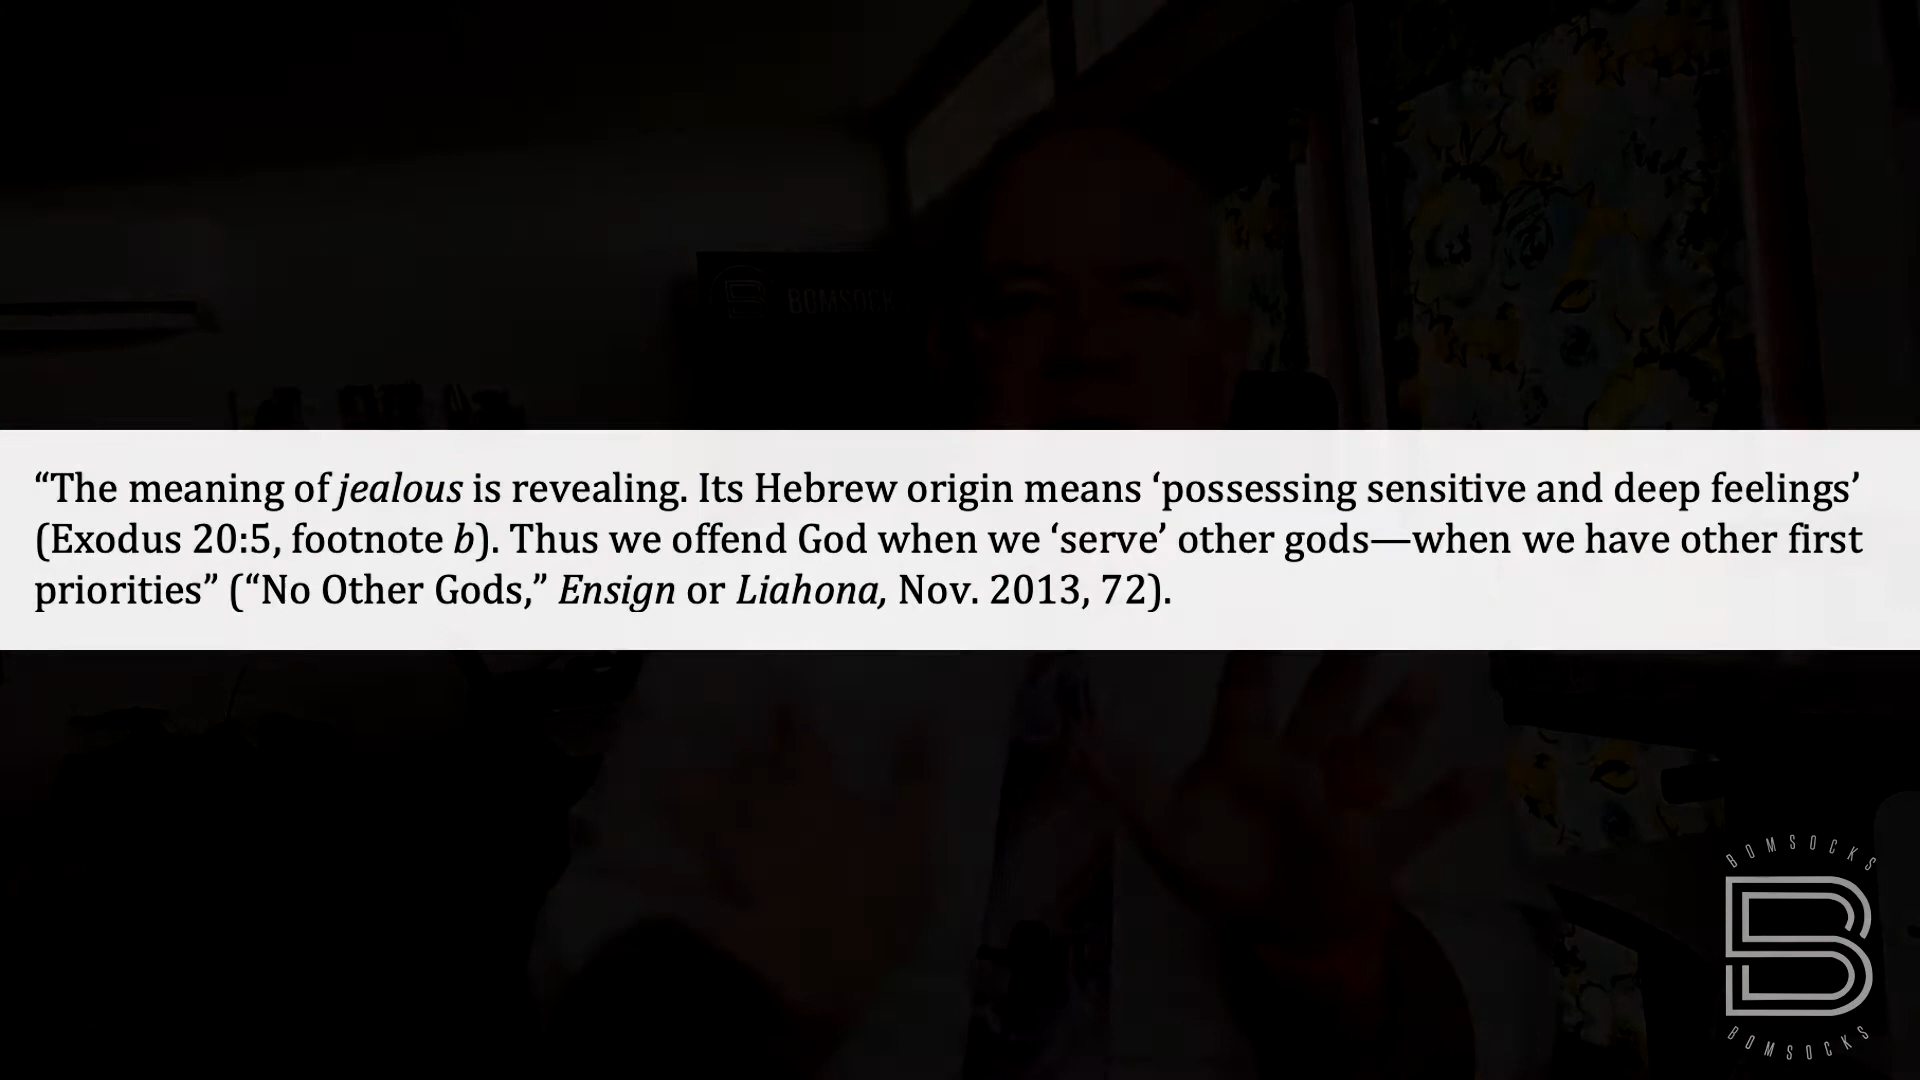 BOMSOCK
“The meaning of jealous is revealing. Its Hebrew origin means ‘possessing sensitive and deep feelings’
(Exodus 20:5, footnote b). Thus we offend God when we ‘serve’ other gods—when we have other first
priorities” (“No Other Gods,” Ensign or Liahona, Nov. 2013, 72).
BOMSOCKS
B
BOMSOCKS